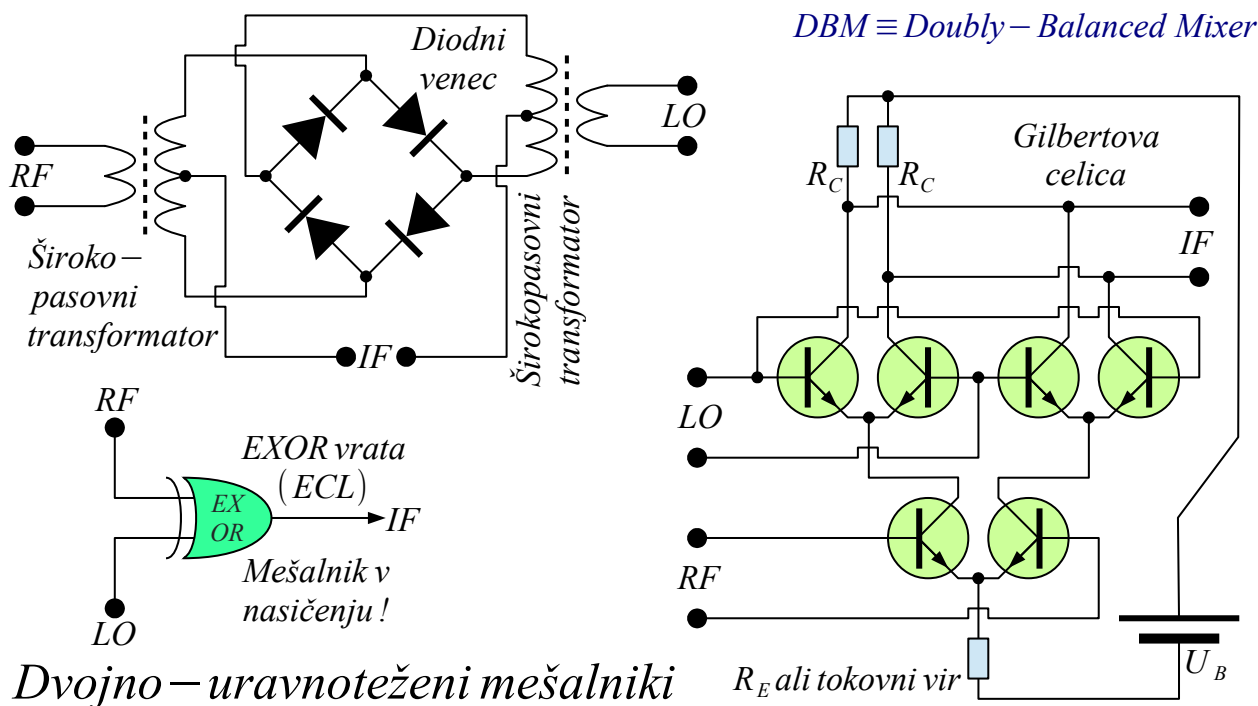 DBM ≡ Doubly – Balanced Mixer
Diodni
venec
RF
LO
Široko –
pasovni
transformator
Širokopasovni
transformator
IF
RF
EXOR vrata
(ECL)
EX
OR
IF
Mešalnik v
nasičenju !
LO
Gilbertova
celica
R_C
R_C
IF
LO
RF
R_E ali tokovni vir
U_B
Dvojno – uravnoteženi mešalniki